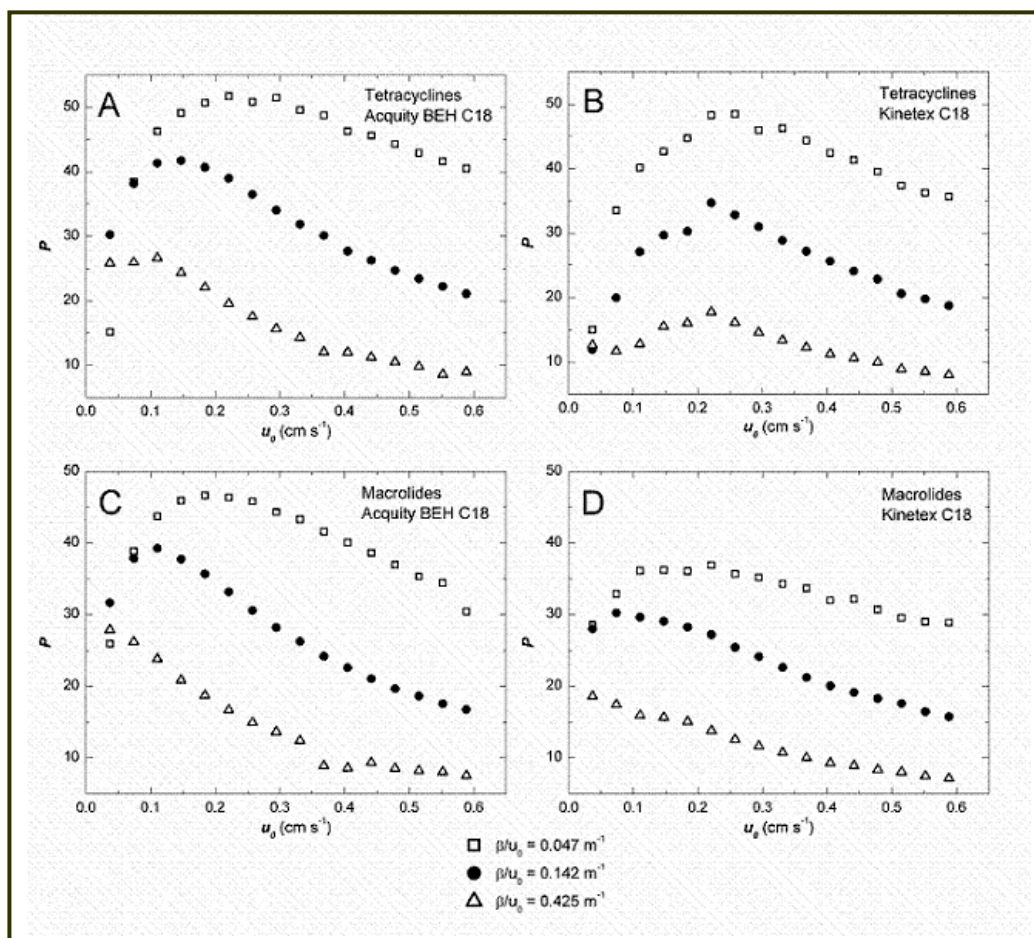 A
Tetracyclines
Acquity BEH C18
P
50
40
30
20
10
0.0 0.1 0.2 0.3 0.4 0.5 0.6
u₀ (cm s⁻¹)
B
Tetracyclines
Kinetex C18
P
50
40
30
20
10
0.0 0.1 0.2 0.3 0.4 0.5 0.6
u₀ (cm s⁻¹)
C
Macrolides
Acquity BEH C18
P
50
40
30
20
10
0.0 0.1 0.2 0.3 0.4 0.5 0.6
u₀ (cm s⁻¹)
D
Macrolides
Kinetex C18
P
50
40
30
20
10
0.0 0.1 0.2 0.3 0.4 0.5 0.6
u₀ (cm s⁻¹)
β/u₀ = 0.047 m⁻¹
β/u₀ = 0.142 m⁻¹
β/u₀ = 0.425 m⁻¹